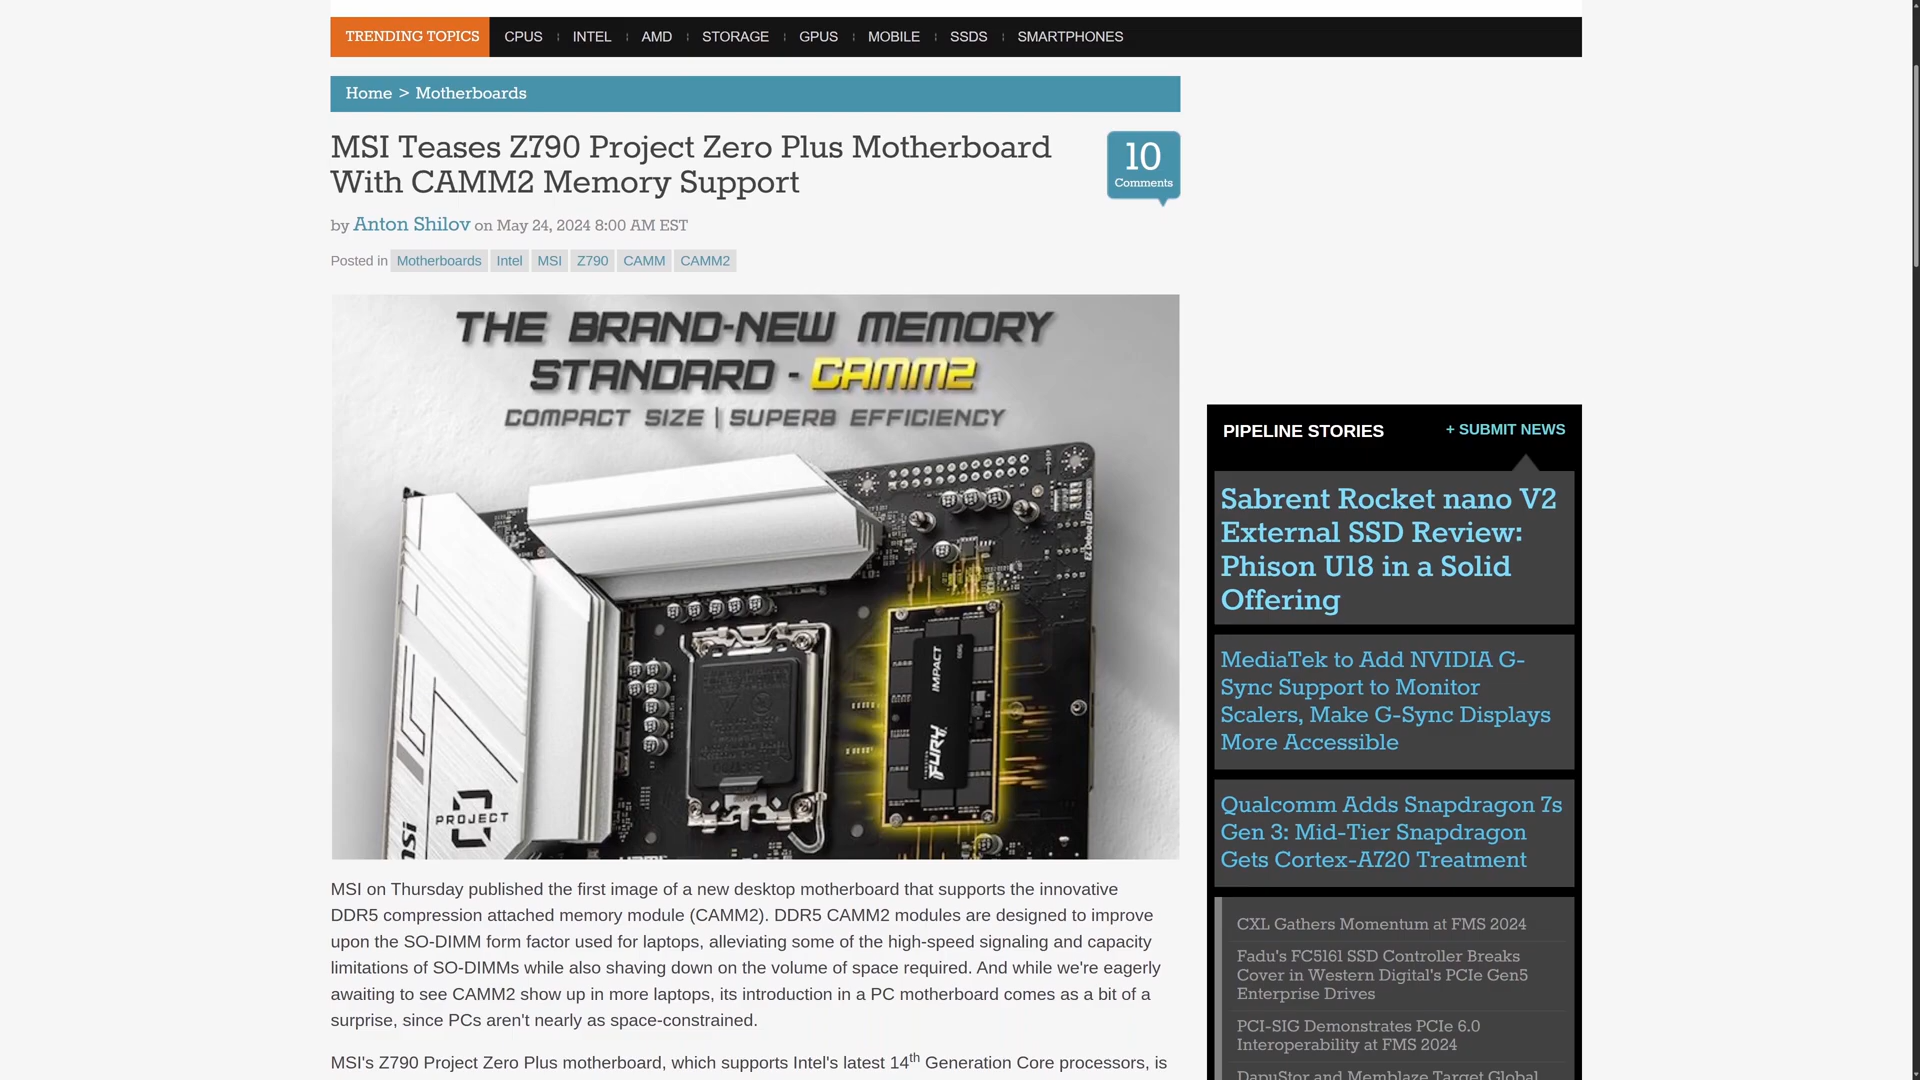 TRENDING TOPICS CPUS INTEL AMD STORAGE GPUS MOBILE SSDS SMARTPHONES
Home > Motherboards
MSI Teases Z790 Project Zero Plus Motherboard
With CAMM2 Memory Support
10
Comments
by Anton Shilov on May 24, 2024 8:00 AM EST
Posted in Motherboards Intel MSI Z790 CAMM CAMM2
THE BRAND-NEW MEMORY
STANDARD - CAMM2
COMPACT SIZE | SUPERB EFFICIENCY
EZ Debug LED
IMPACT
DDR5
FURY
PROJECT
msi
MSI on Thursday published the first image of a new desktop motherboard that supports the innovative
DDR5 compression attached memory module (CAMM2). DDR5 CAMM2 modules are designed to improve
upon the SO-DIMM form factor used for laptops, alleviating some of the high-speed signaling and capacity
limitations of SO-DIMMs while also shaving down on the volume of space required. And while we're eagerly
awaiting to see CAMM2 show up in more laptops, its introduction in a PC motherboard comes as a bit of a
surprise, since PCs aren't nearly as space-constrained.
MSI's Z790 Project Zero Plus motherboard, which supports Intel's latest 14th Generation Core processors, is
PIPELINE STORIES
+ SUBMIT NEWS
Sabrent Rocket nano V2
External SSD Review:
Phison U18 in a Solid
Offering
MediaTek to Add NVIDIA G-
Sync Support to Monitor
Scalers, Make G-Sync Displays
More Accessible
Qualcomm Adds Snapdragon 7s
Gen 3: Mid-Tier Snapdragon
Gets Cortex-A720 Treatment
CXL Gathers Momentum at FMS 2024
Fadu's FC5161 SSD Controller Breaks
Cover in Western Digital's PCIe Gen5
Enterprise Drives
PCI-SIG Demonstrates PCIe 6.0
Interoperability at FMS 2024
DapuStor and Memblaze Target Global